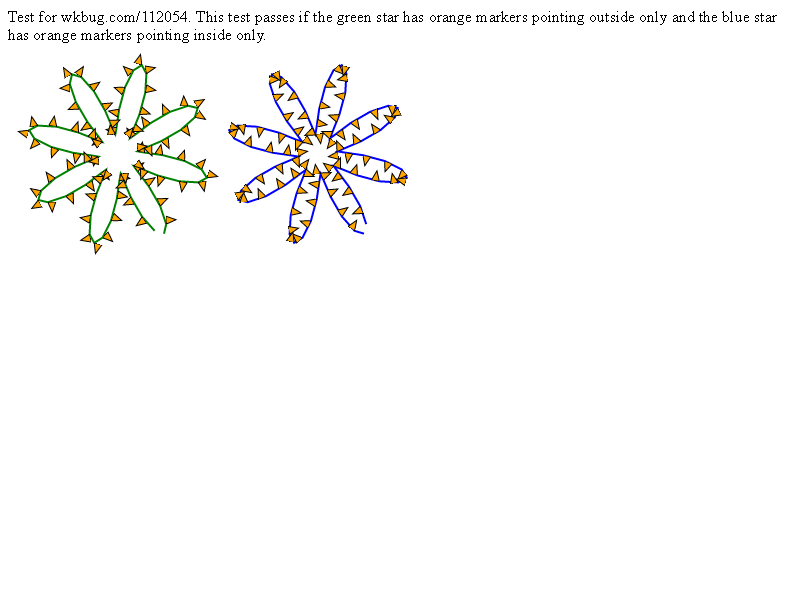 Test for wkbug.com/112054. This test passes if the green star has orange markers pointing outside only and the blue star
has orange markers pointing inside only.